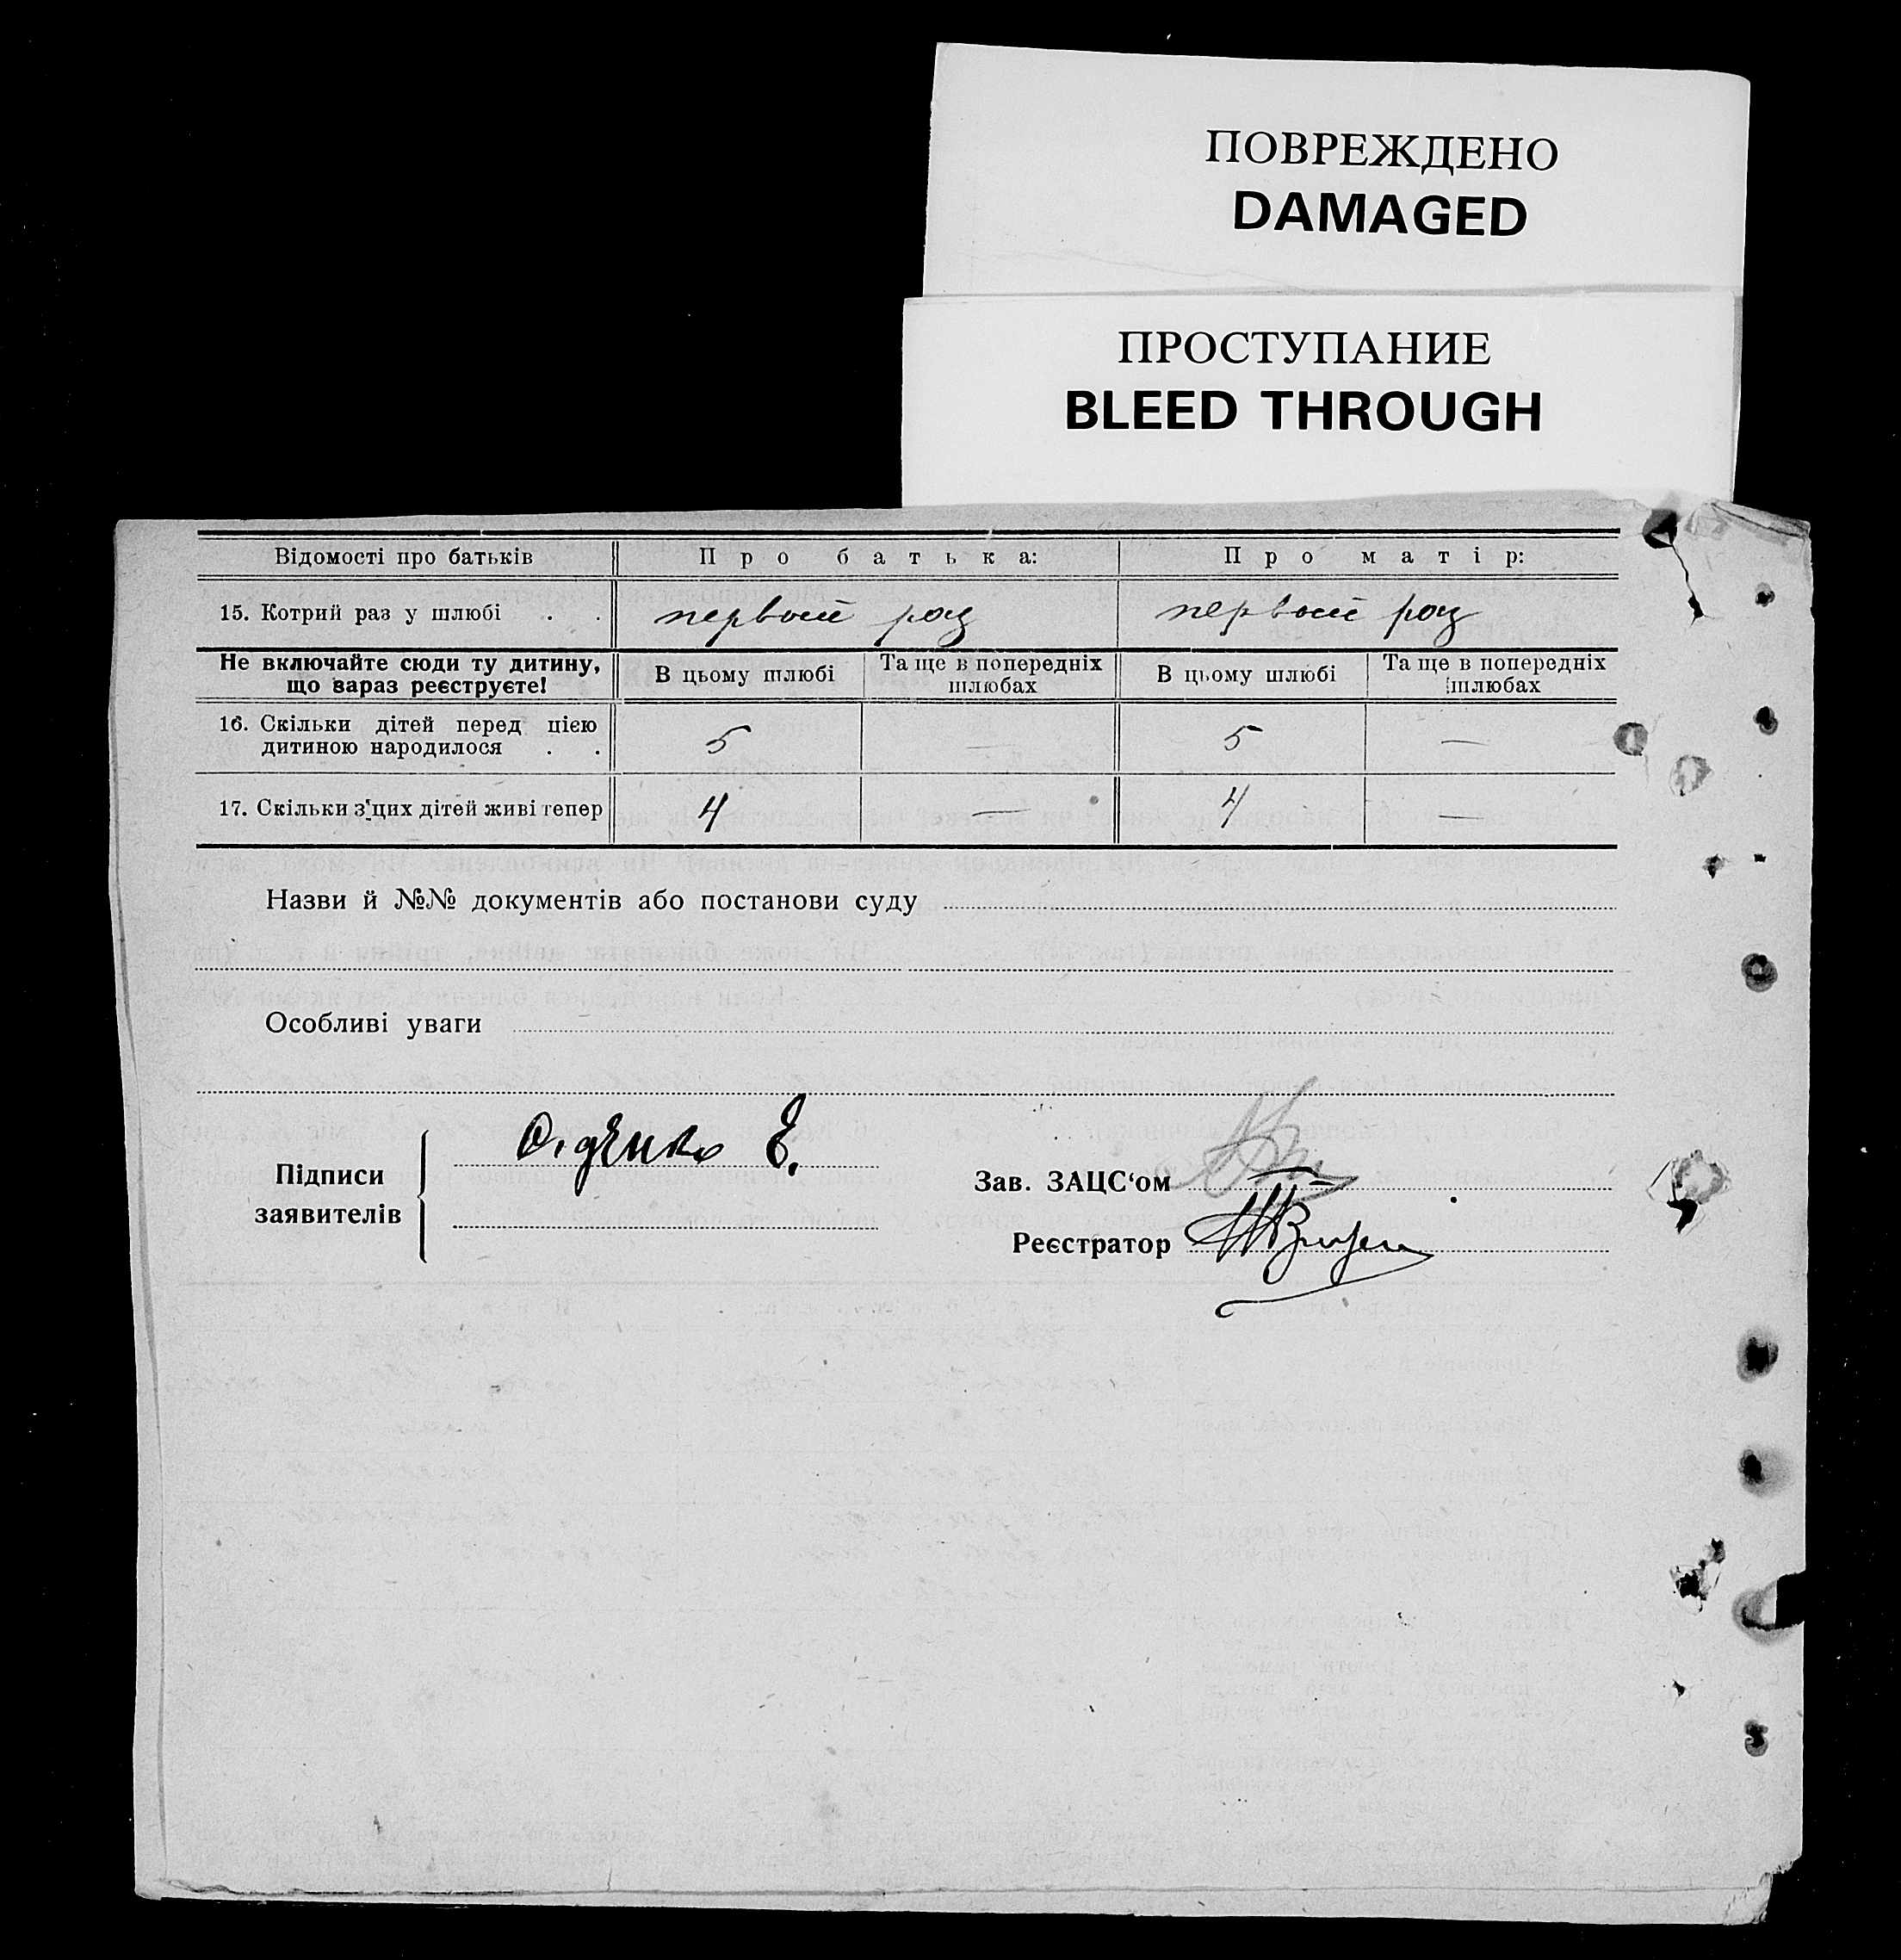 ПОВРЕЖДЕНО
DAMAGED
ПРОСТУПАНИЕ
BLEED THROUGH
Відомості про батьків Про батька: Про матір:
15. Котрий раз у шлюбі . . первый раз первый раз
Не включайте сюди ту дитину, що зараз реєструєте! В цьому шлюбі Та ще в попередніх шлюбах В цьому шлюбі Та ще в попередніх шлюбах
16. Скільки дітей перед цією
дитиною народилося . . 5 — 5 —
17. Скільки з'цих дітей живі тепер 4 — 4 —
Назви й №№ документів або постанови суду
Особливі уваги
Підписи
заявителів
Е.
Зав. ЗАЦС‘ом
Реєстратор